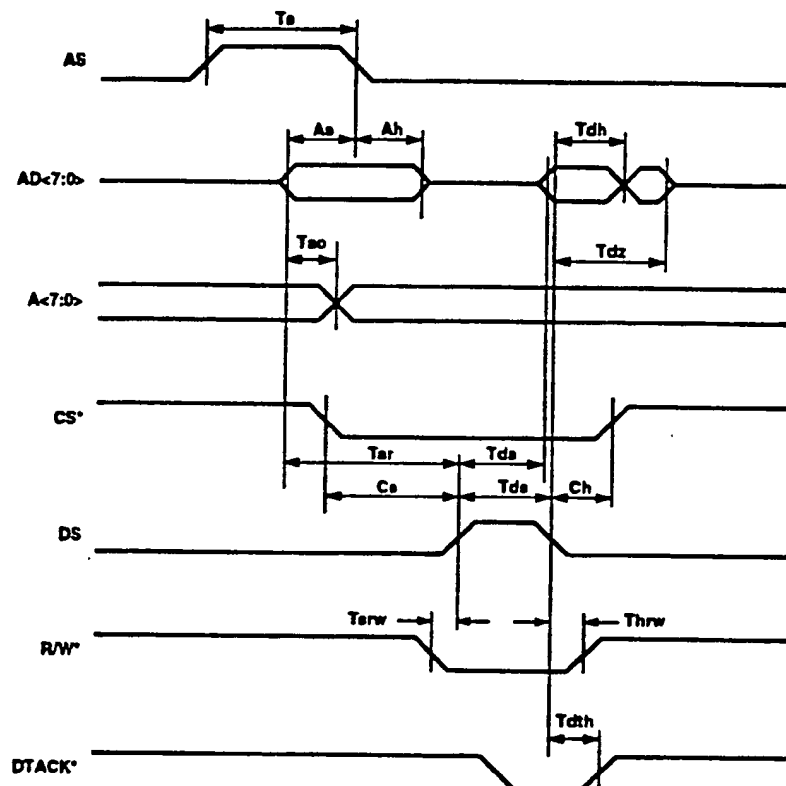 Ts
AS
As Ah Tdh
AD<7:0>
Tao Tdz
A<7:0>
CS*
Tar Tda
Cs Tds Ch
DS
Tsrw Thrw
R/W*
Tdth
DTACK*